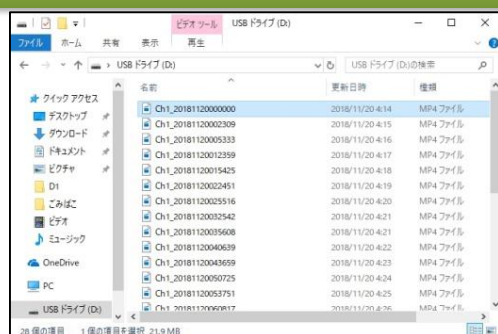 ビデオ ツール USB ドライブ (D:)
ファイル ホーム 共有 表示 再生
USB ドライブ (D:) USB ドライブ (D:)の検索
名前 更新日時 種類
クイック アクセス
デスクトップ
ダウンロード
ドキュメント
ピクチャ
D1
ごみばこ
ビデオ
ミュージック
OneDrive
PC
USB ドライブ (D:)
Ch1_20181120000000 2018/11/20 4:14 MP4 ファイル
Ch1_20181120002309 2018/11/20 4:15 MP4 ファイル
Ch1_20181120005333 2018/11/20 4:16 MP4 ファイル
Ch1_20181120012359 2018/11/20 4:17 MP4 ファイル
Ch1_20181120015425 2018/11/20 4:18 MP4 ファイル
Ch1_20181120022451 2018/11/20 4:19 MP4 ファイル
Ch1_20181120025516 2018/11/20 4:20 MP4 ファイル
Ch1_20181120032542 2018/11/20 4:21 MP4 ファイル
Ch1_20181120035608 2018/11/20 4:21 MP4 ファイル
Ch1_20181120040639 2018/11/20 4:22 MP4 ファイル
Ch1_20181120043659 2018/11/20 4:23 MP4 ファイル
Ch1_20181120050725 2018/11/20 4:24 MP4 ファイル
Ch1_20181120053751 2018/11/20 4:25 MP4 ファイル
Ch1_20181120060817 2018/11/20 4:26 MP4 ファイル
28 個の項目 1 個の項目を選択 21.9 MB